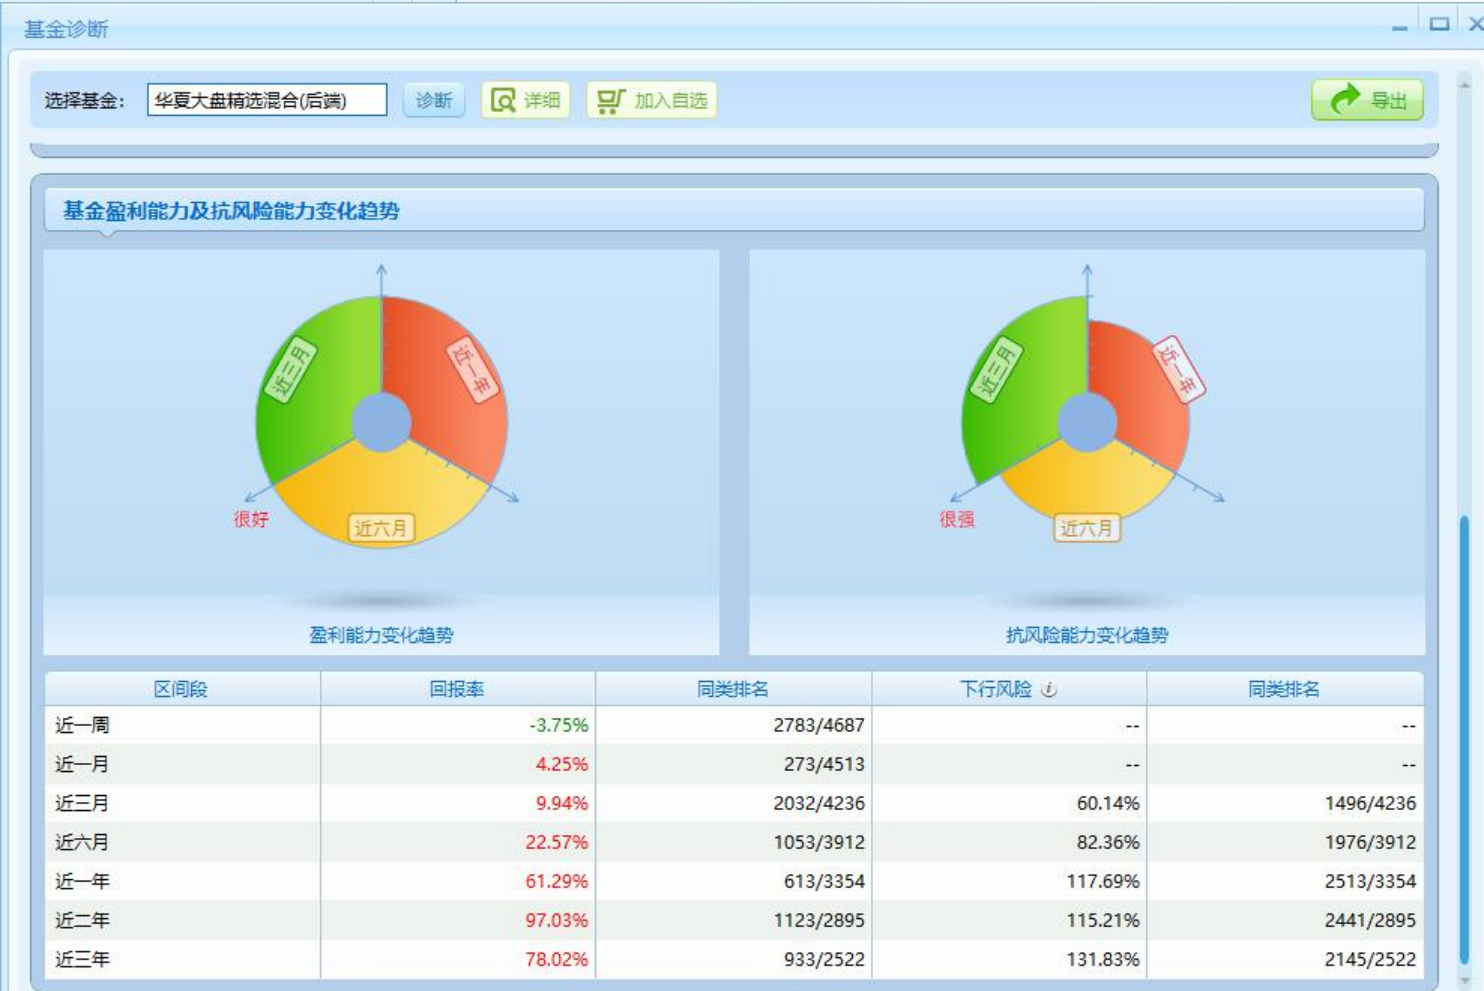 基金诊断
选择基金: 华夏大盘精选混合(后端) 诊断 详细 加入自选 导出
基金盈利能力及抗风险能力变化趋势
近三月 近一年
很好 近六月
盈利能力变化趋势
近三月 近一年
很强 近六月
抗风险能力变化趋势
区间段 回报率 同类排名 下行风险 i 同类排名
近一周 -3.75% 2783/4687 -- --
近一月 4.25% 273/4513 -- --
近三月 9.94% 2032/4236 60.14% 1496/4236
近六月 22.57% 1053/3912 82.36% 1976/3912
近一年 61.29% 613/3354 117.69% 2513/3354
近二年 97.03% 1123/2895 115.21% 2441/2895
近三年 78.02% 933/2522 131.83% 2145/2522